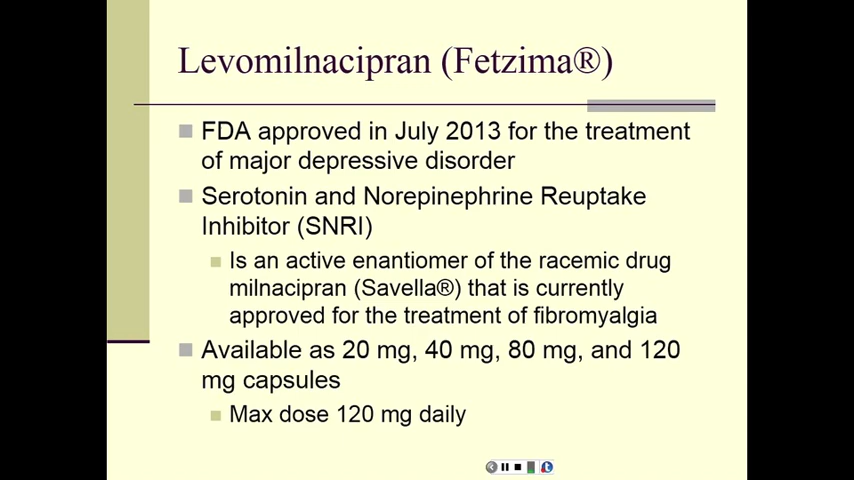 Levomilnacipran (Fetzima®)
FDA approved in July 2013 for the treatment
of major depressive disorder
Serotonin and Norepinephrine Reuptake
Inhibitor (SNRI)
Is an active enantiomer of the racemic drug
milnacipran (Savella®) that is currently
approved for the treatment of fibromyalgia
Available as 20 mg, 40 mg, 80 mg, and 120
mg capsules
Max dose 120 mg daily